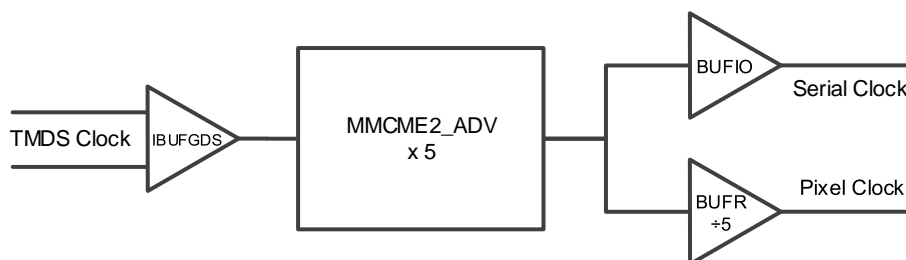 TMDS Clock
IBUFGDS
MMCME2_ADV
x 5
BUFIO
Serial Clock
BUFR
÷5
Pixel Clock